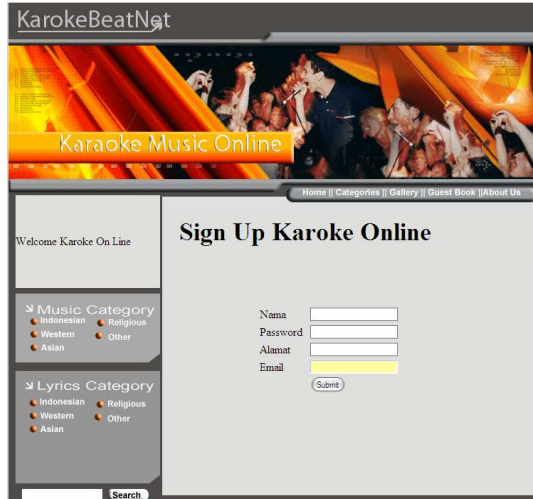 KarokeBeatNet
Karaoke Music Online
Home || Categories || Gallery || Guest Book ||About Us
Welcome Karoke On Line
Sign Up Karoke Online
Nama
Password
Alamat
Email
Submit
Music Category
Indonesian
Religious
Western
Other
Asian
Lyrics Category
Indonesian
Religious
Western
Other
Asian
Search